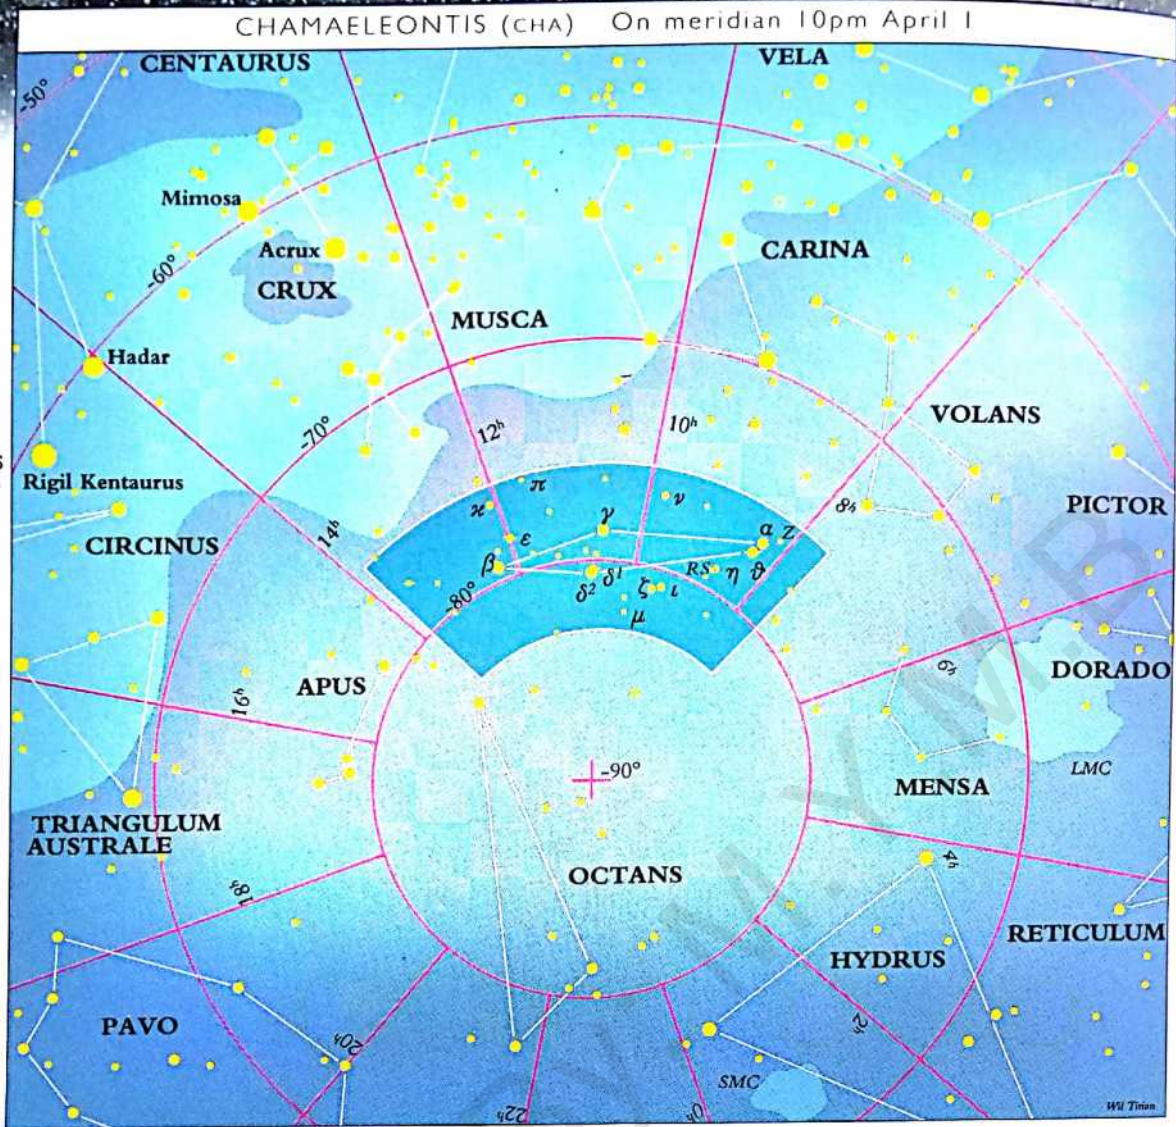 CHAMAELEONTIS (CHA) On meridian 10pm April 1
CENTAURUS
VELA
-50°
Mimosa
Acrux
CRUX
CARINA
-60°
MUSCA
Hadar
VOLANS
-70°
12h
10h
Rigil Kentaurus
PICTOR
8h
π
ϰ
ν
γ
α
Z
ε
CIRCINUS
14h
β
δ1
δ2
RS
η
ϑ
ζ
ι
-80°
μ
APUS
16h
6h
DORADO
-90°
LMC
MENSA
TRIANGULUM
AUSTRALE
4h
OCTANS
18h
RETICULUM
HYDRUS
PAVO
20h
2h
SMC
22h
0h
Wil Tirion